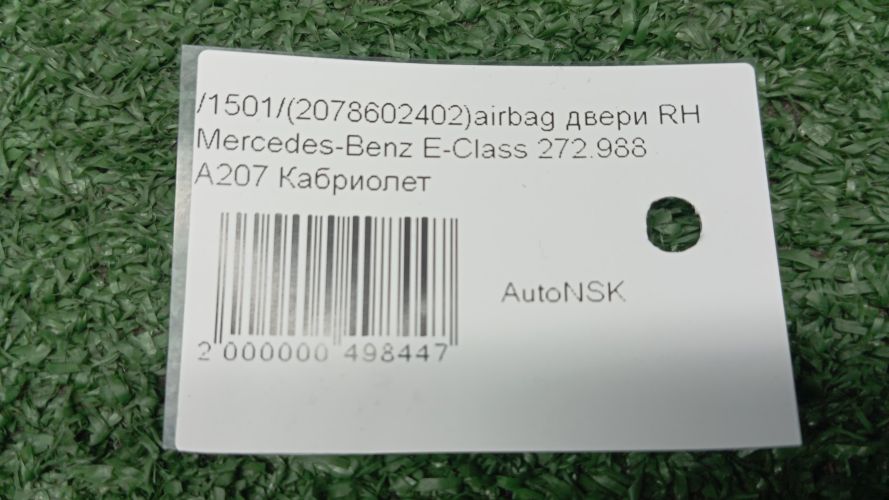 /1501/(2078602402)airbag двери RH
Mercedes-Benz E-Class 272.988
A207 Кабриолет
AutoNSK
2 000000 498447